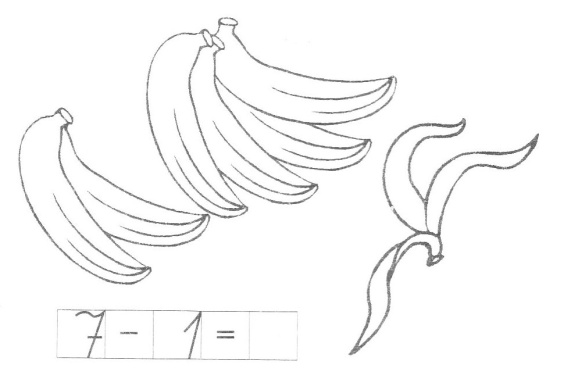 7 - 1 =